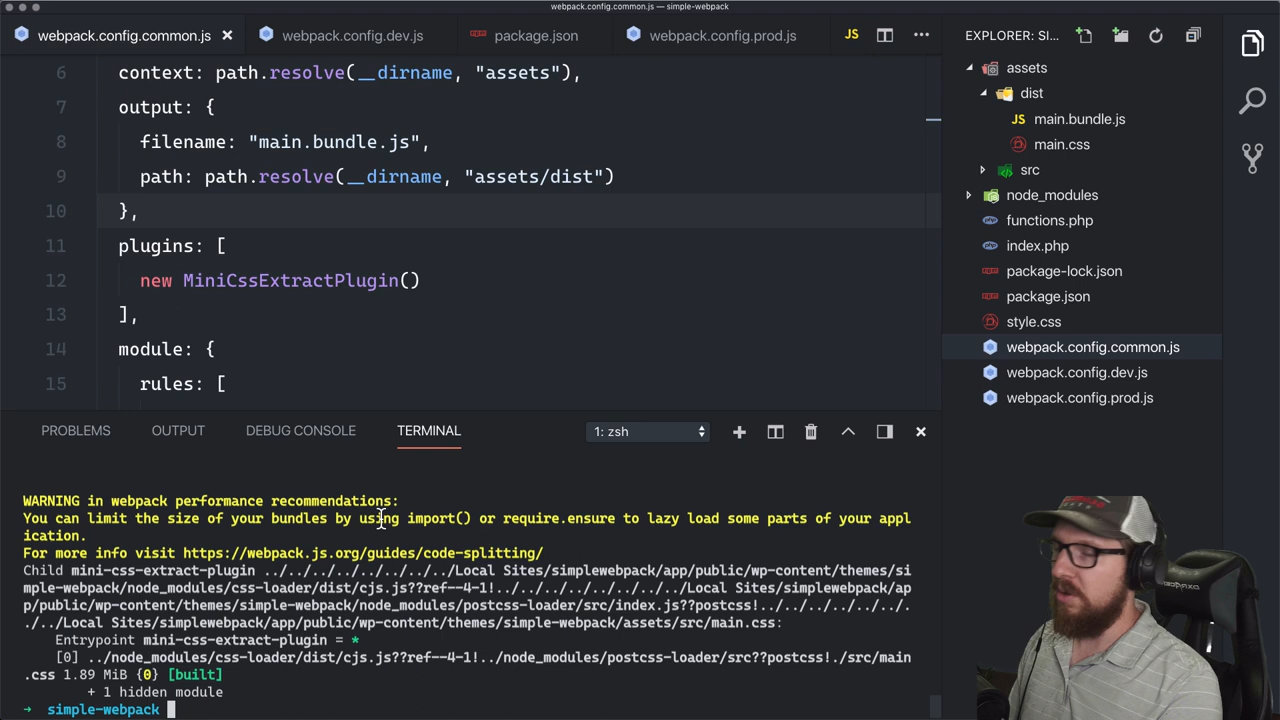 webpack.config.common.js — simple-webpack
webpack.config.common.js
webpack.config.dev.js
package.json
webpack.config.prod.js
JS
EXPLORER: SI...
6 context: path.resolve(__dirname, "assets"),
7 output: {
8 filename: "main.bundle.js",
9 path: path.resolve(__dirname, "assets/dist")
10 },
11 plugins: [
12 new MiniCssExtractPlugin()
13 ],
14 module: {
15 rules: [
assets
dist
JS main.bundle.js
main.css
src
node_modules
functions.php
index.php
package-lock.json
package.json
style.css
webpack.config.common.js
webpack.config.dev.js
webpack.config.prod.js
PROBLEMS OUTPUT DEBUG CONSOLE TERMINAL 1: zsh
WARNING in webpack performance recommendations:
You can limit the size of your bundles by using import() or require.ensure to lazy load some parts of your appl
ication.
For more info visit https://webpack.js.org/guides/code-splitting/
Child mini-css-extract-plugin ../../../../../../../Local Sites/simplewebpack/app/public/wp-content/themes/si
mple-webpack/node_modules/css-loader/dist/cjs.js??ref--4-1!../../../../../../../Local Sites/simplewebpack/ap
p/public/wp-content/themes/simple-webpack/node_modules/postcss-loader/src/index.js??postcss!../../../../../.
./../Local Sites/simplewebpack/app/public/wp-content/themes/simple-webpack/assets/src/main.css:
Entrypoint mini-css-extract-plugin = *
[0] ../node_modules/css-loader/dist/cjs.js??ref--4-1!../node_modules/postcss-loader/src??postcss!./src/main
.css 1.89 MiB {0} [built]
+ 1 hidden module
➜ simple-webpack